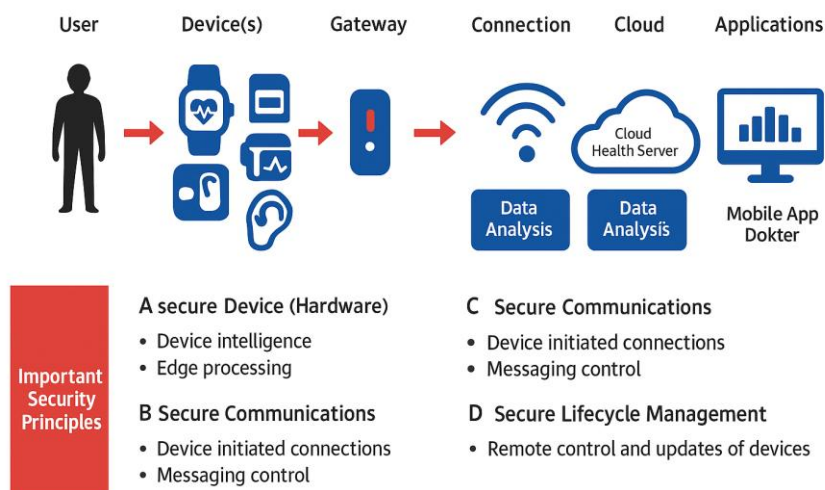 User
Device(s)
Gateway
Connection
Cloud
Applications
Cloud
Health Server
Data
Analysis
Data
Analysis
Mobile App
Dokter
Important
Security
Principles
A secure Device (Hardware)
• Device intelligence
• Edge processing
B Secure Communications
• Device initiated connections
• Messaging control
C Secure Communications
• Device initiated connections
• Messaging control
D Secure Lifecycle Management
• Remote control and updates of devices